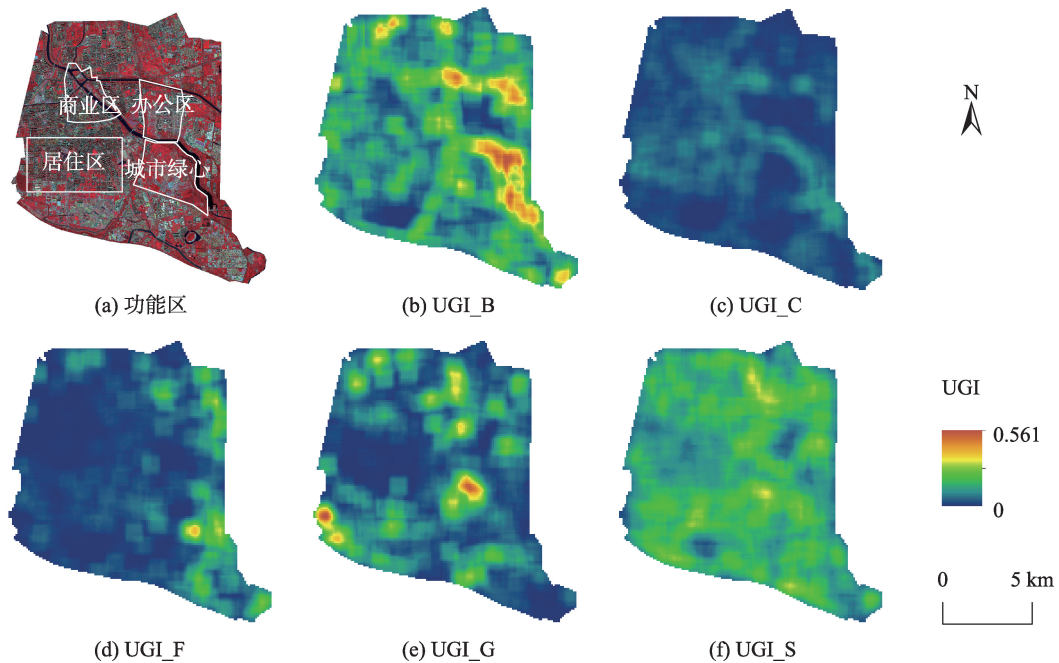 商业区
办公区
居住区
城市绿心
N
(a) 功能区
(b) UGI_B
(c) UGI_C
UGI
0.561
0
0
5 km
(d) UGI_F
(e) UGI_G
(f) UGI_S